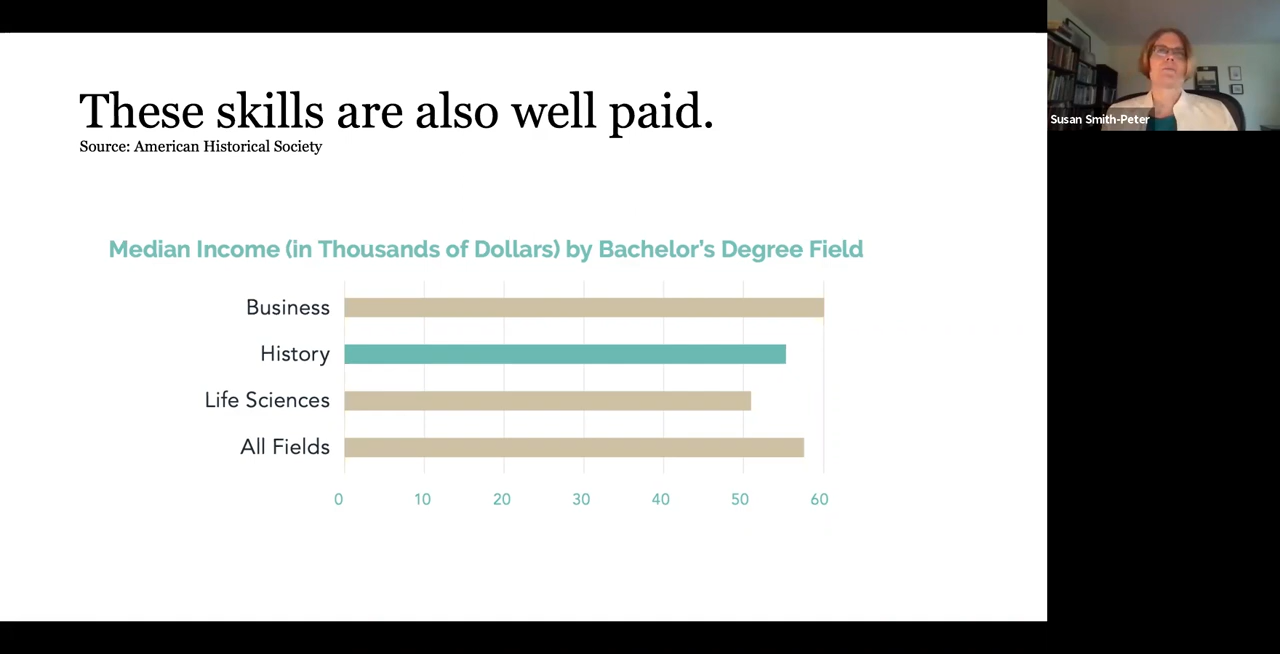 These skills are also well paid.
Source: American Historical Society
Susan Smith-Peter
Median Income (in Thousands of Dollars) by Bachelor's Degree Field
Business
History
Life Sciences
All Fields
0 10 20 30 40 50 60